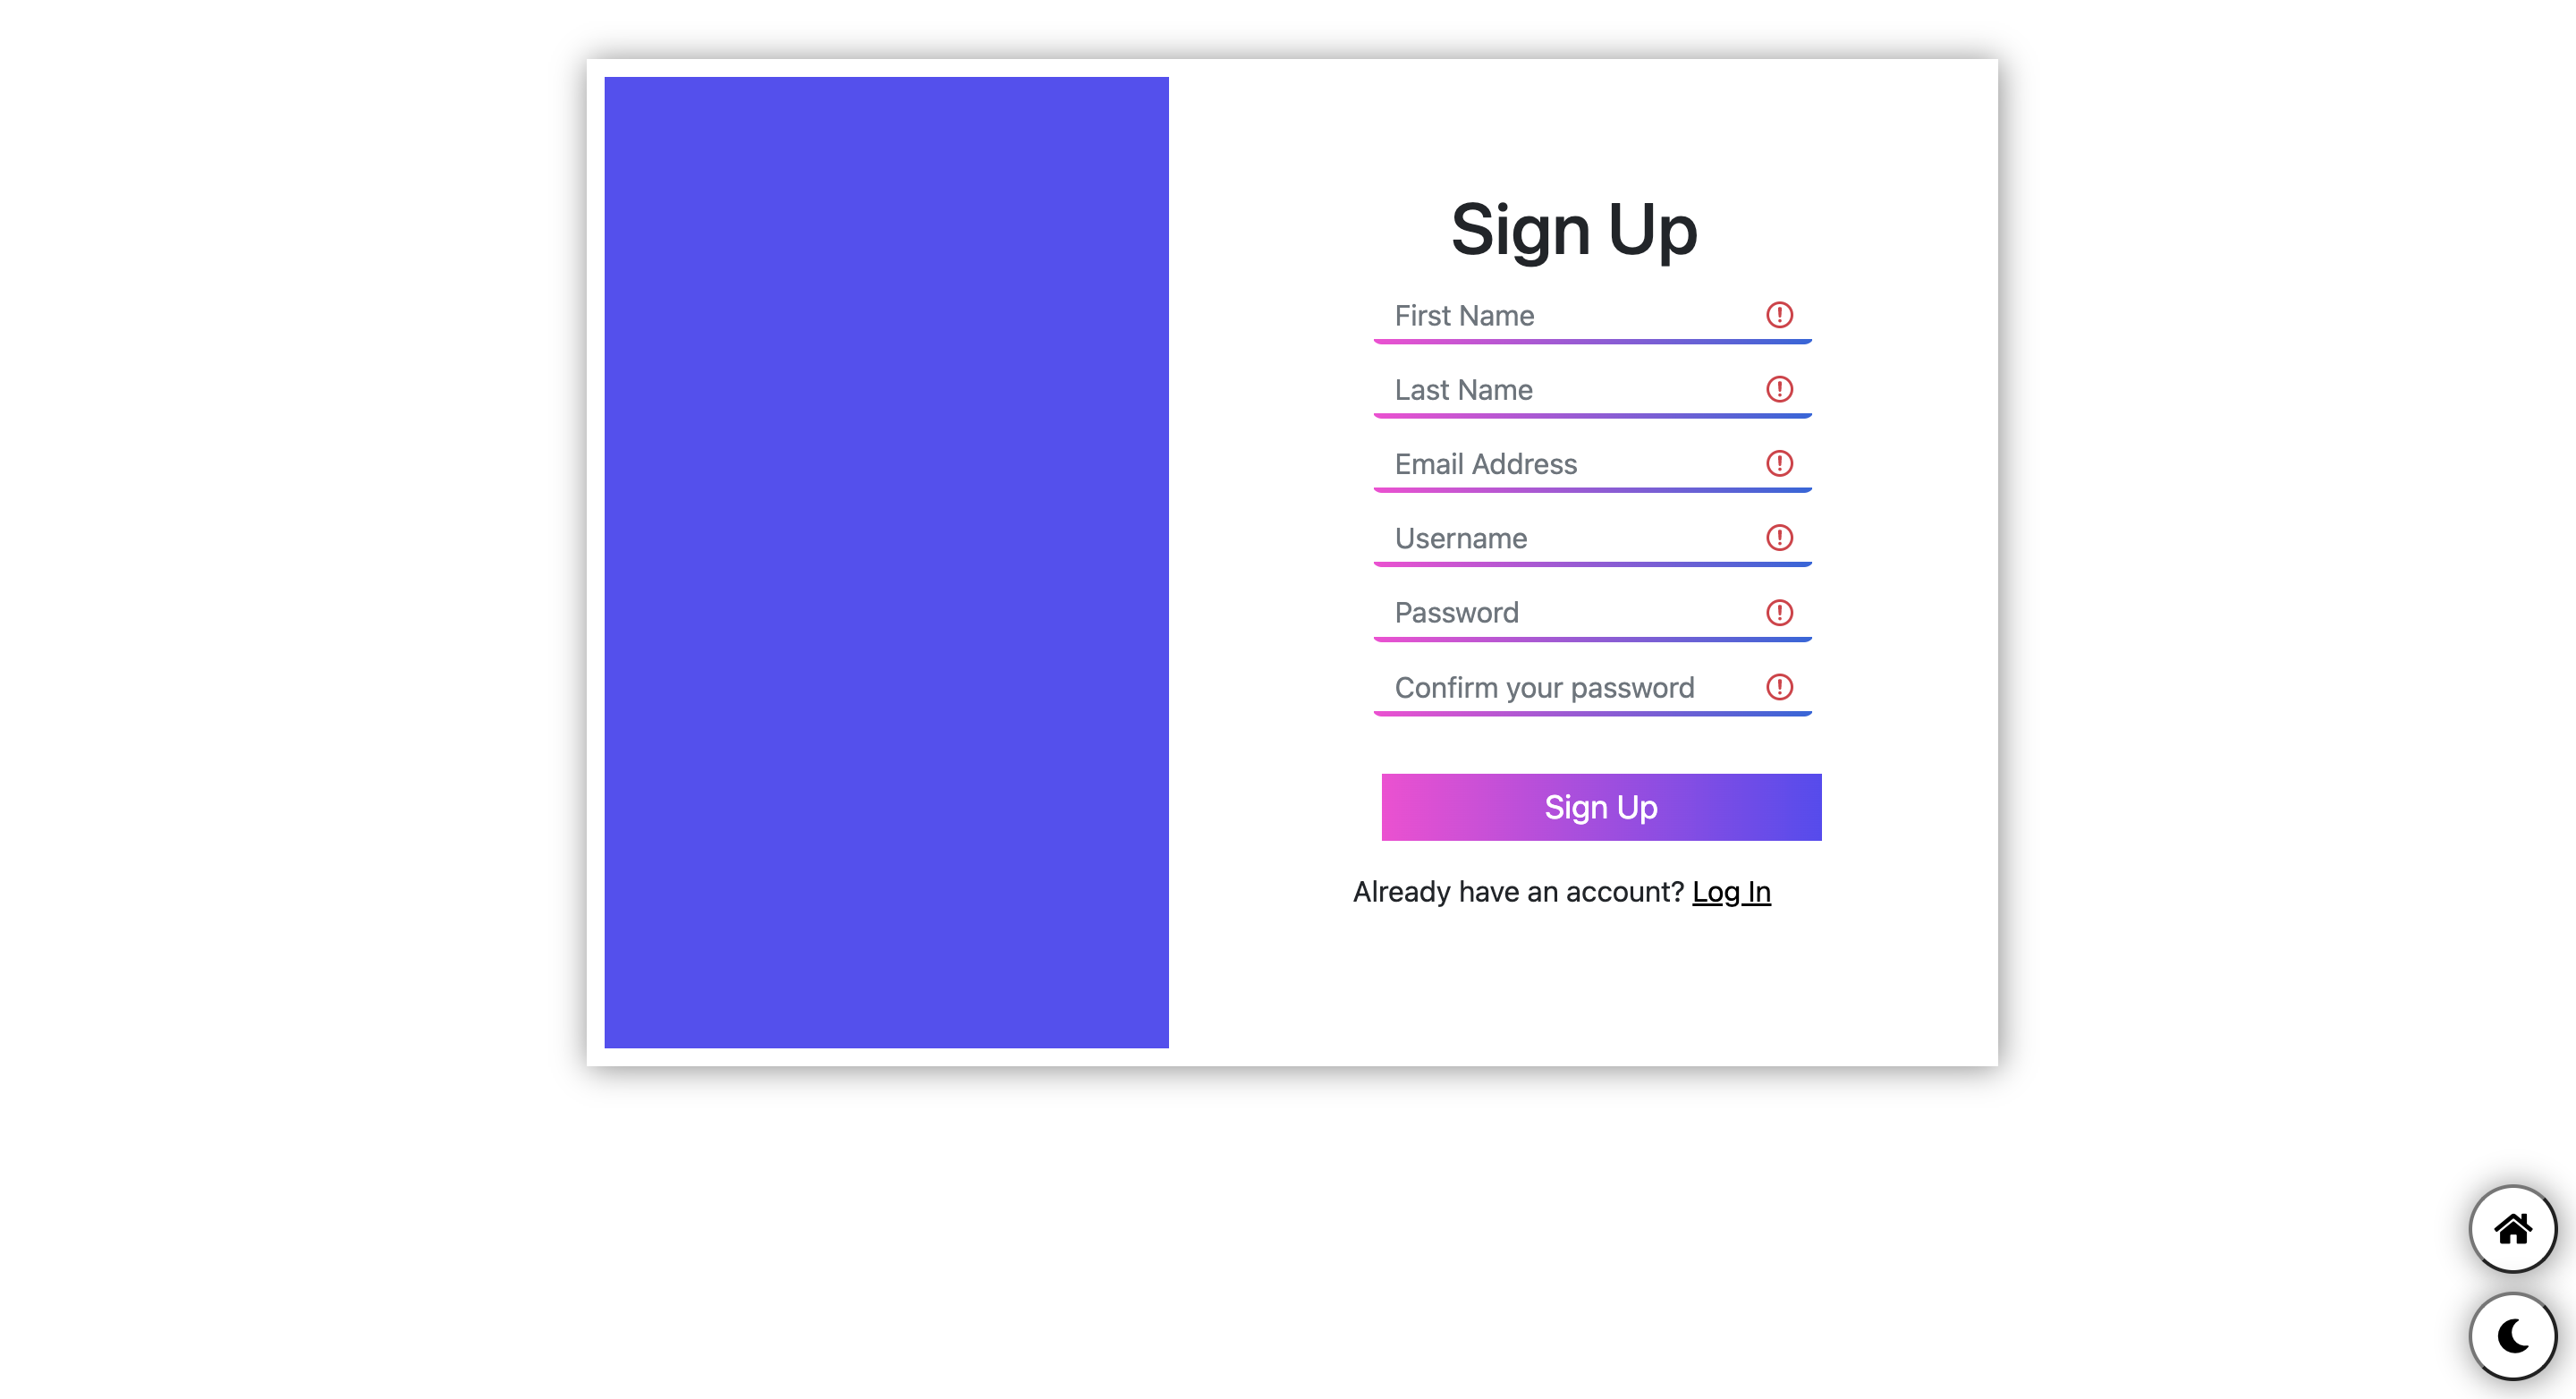 Sign Up
First Name
Last Name
Email Address
Username
Password
Confirm your password
Sign Up
Already have an account? Log In